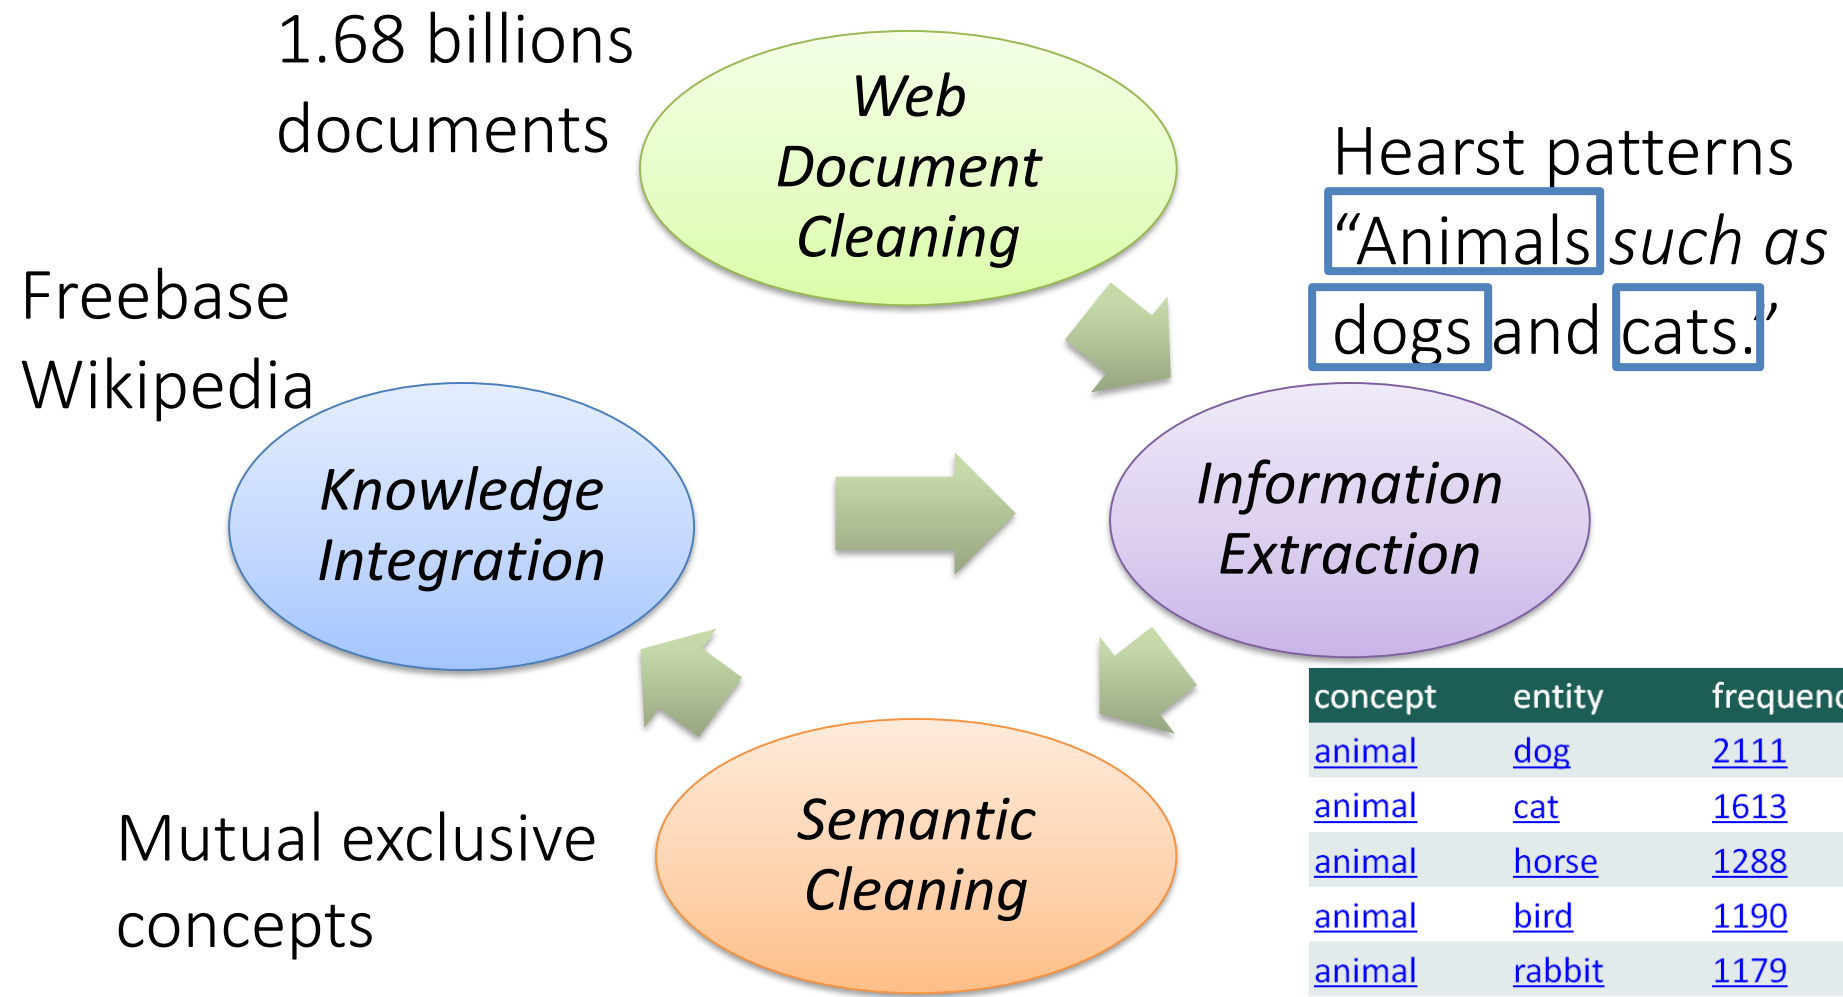 1.68 billions
documents
Web
Document
Cleaning
Hearst patterns
“Animals such as
dogs and cats.”
Freebase
Wikipedia
Knowledge
Integration
Information
Extraction
Mutual exclusive
concepts
Semantic
Cleaning
concept entity frequenc
animal dog 2111
animal cat 1613
animal horse 1288
animal bird 1190
animal rabbit 1179